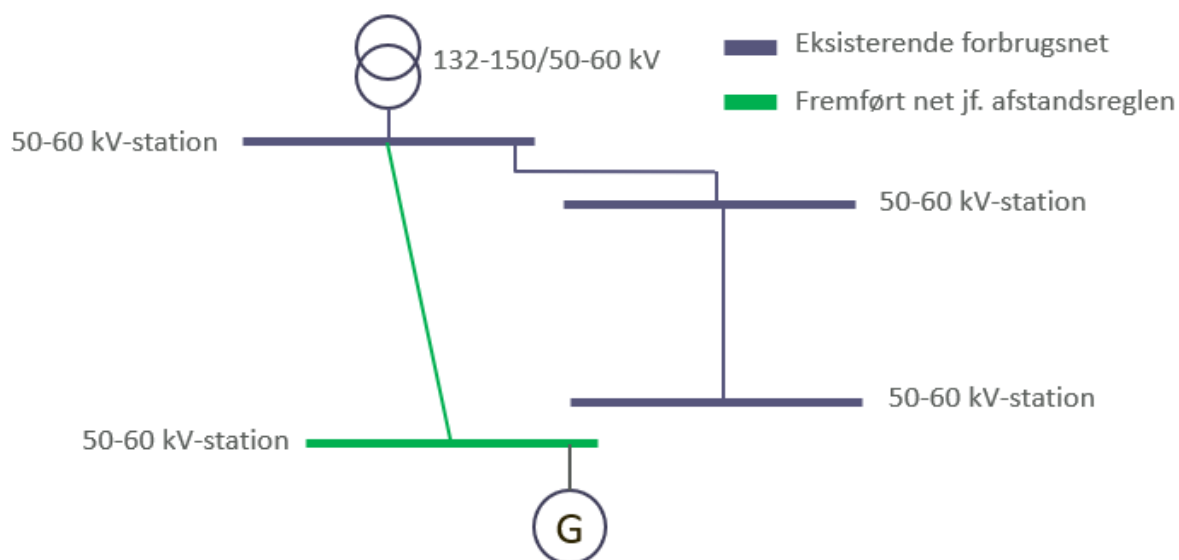 132-150/50-60 kV
Eksisterende forbrugsnet
Fremført net jf. afstandsreglen
50-60 kV-station
50-60 kV-station
50-60 kV-station
50-60 kV-station
G